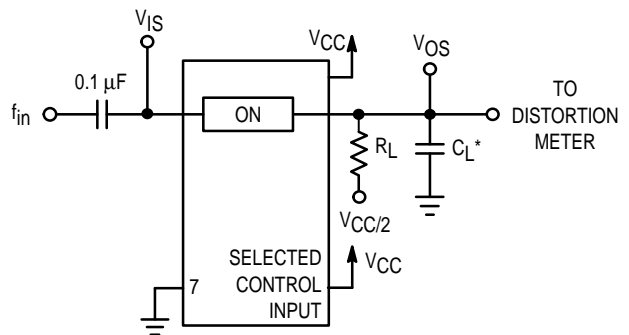 V_IS
V_CC
V_OS
0.1 μF
f_in
ON
TO
DISTORTION
METER
R_L
C_L*
V_CC/2
SELECTED
CONTROL
INPUT
V_CC
7